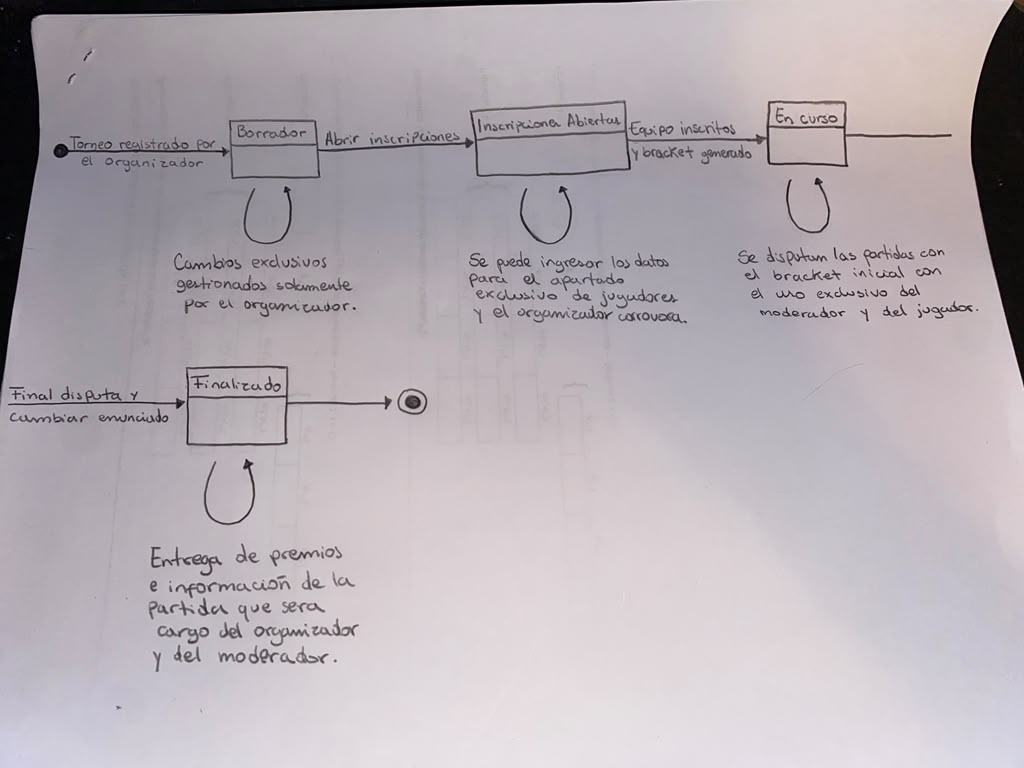 Torneo registrado por
el organizador
Borrador
Abrir inscripciones
Inscripciones Abiertas
Equipo inscritos
y bracket generado
En curso
Cambios exclusivos
gestionados solamente
por el organizador.
Se puede ingresar los datos
para el apartado
exclusivo de jugadores
y el organizador corrovora.
Se disputan las partidas con
el bracket inicial con
el uso exclusivo del
moderador y del jugador.
Final disputa y
cambiar enunciado
Finalizado
Entrega de premios
e información de la
partida que sera
cargo del organizador
y del moderador.